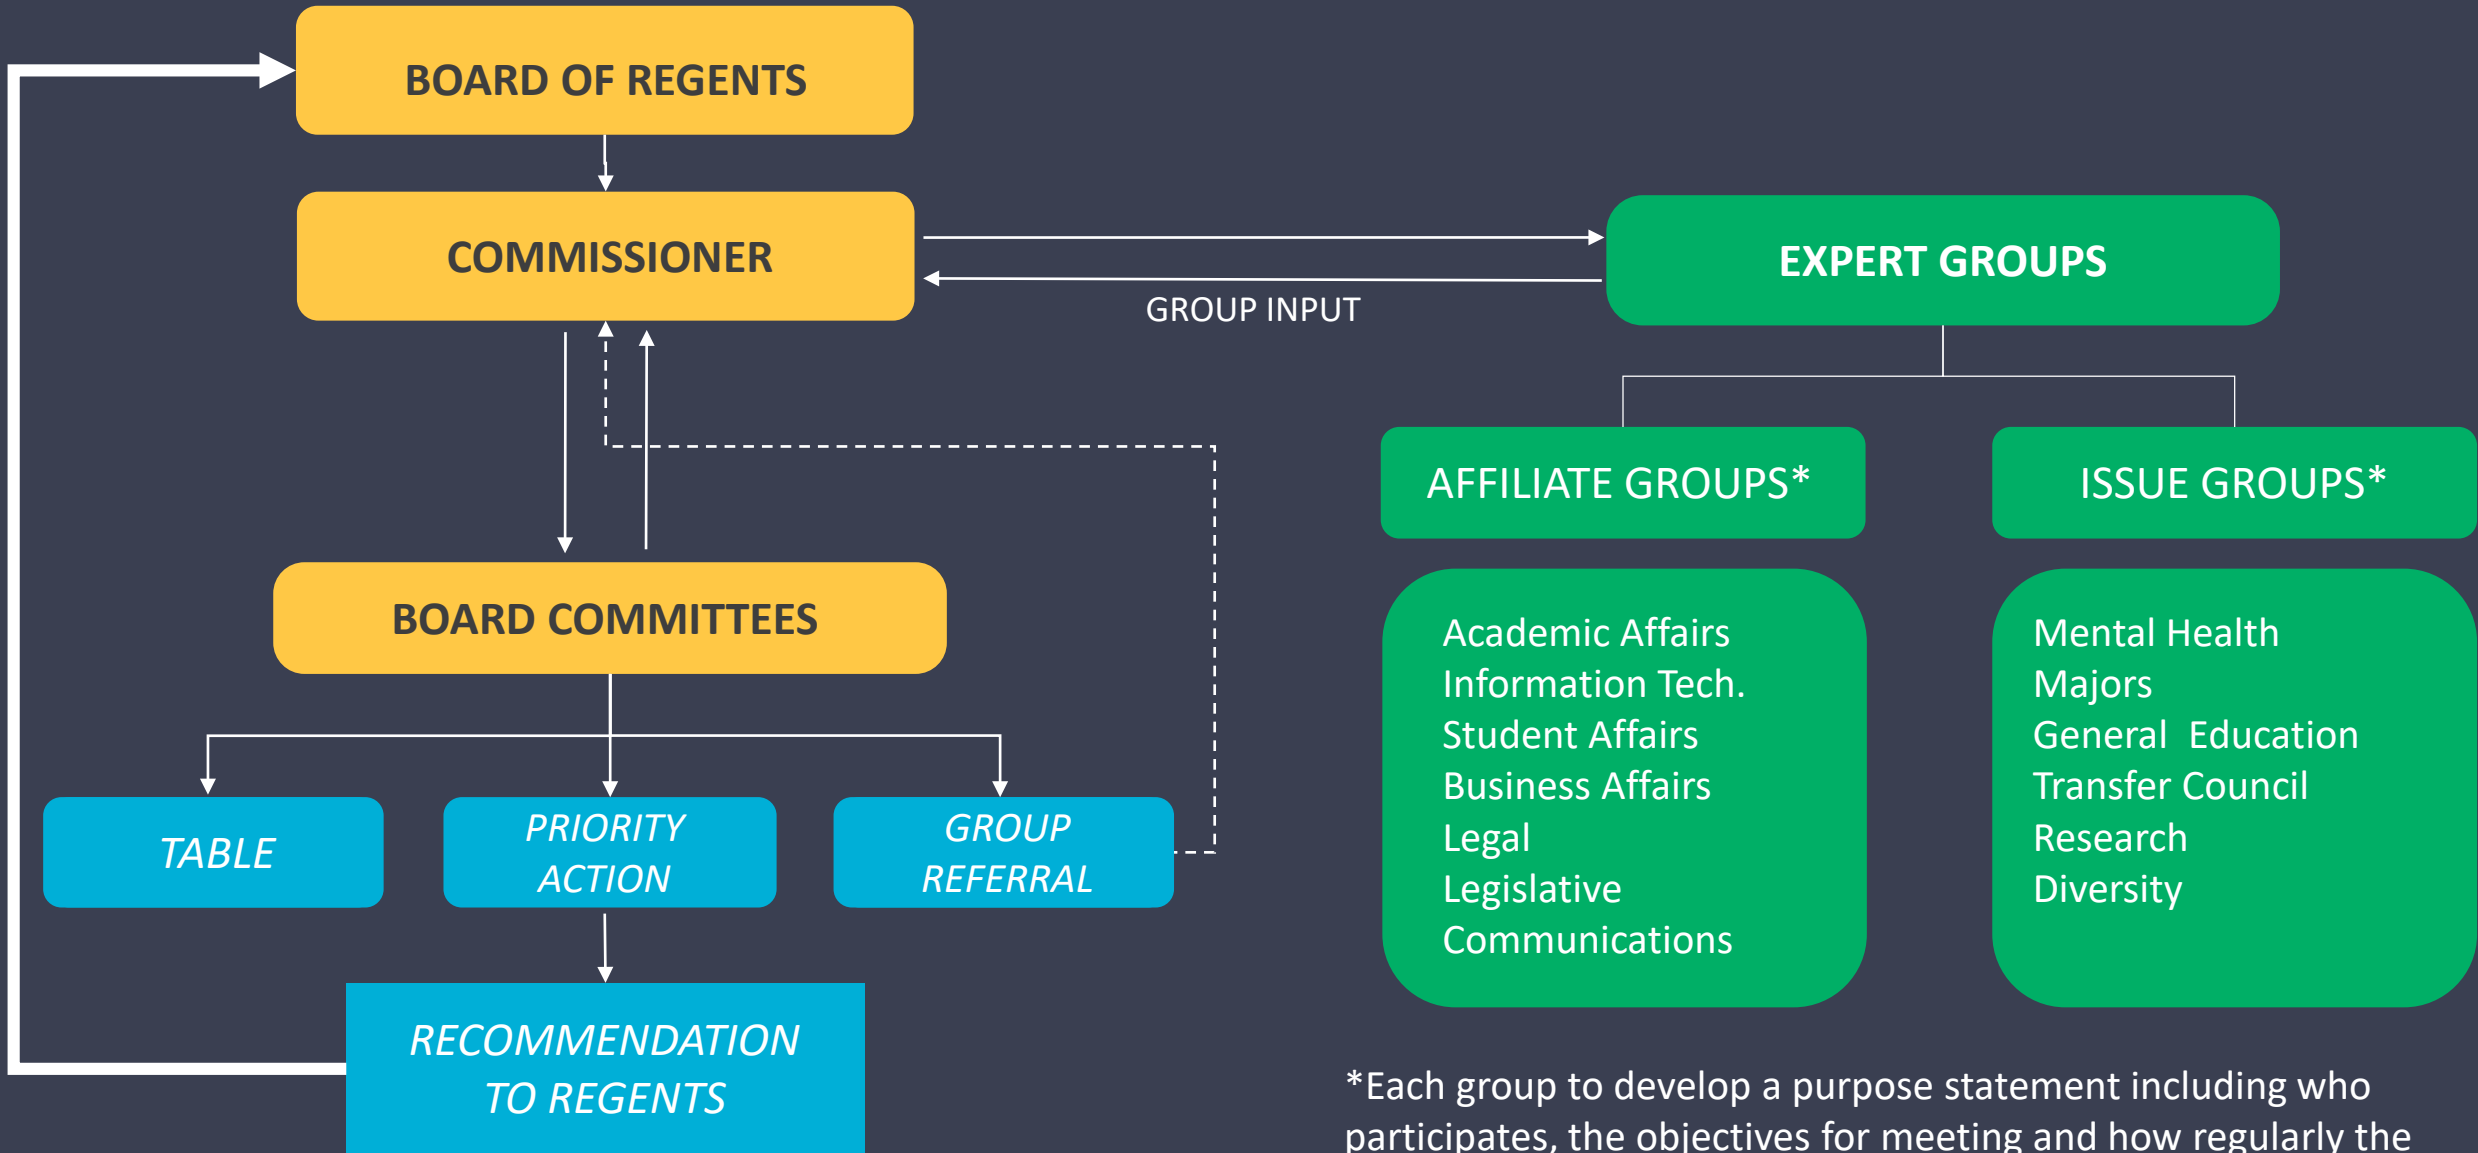 BOARD OF REGENTS
COMMISSIONER
EXPERT GROUPS
GROUP INPUT
AFFILIATE GROUPS*
ISSUE GROUPS*
BOARD COMMITTEES
Academic Affairs
Information Tech.
Student Affairs
Business Affairs
Legal
Legislative
Communications
Mental Health
Majors
General  Education
Transfer Council
Research
Diversity
TABLE
PRIORITY
ACTION
GROUP
REFERRAL
RECOMMENDATION
TO REGENTS
*Each group to develop a purpose statement including who
participates, the objectives for meeting and how regularly the